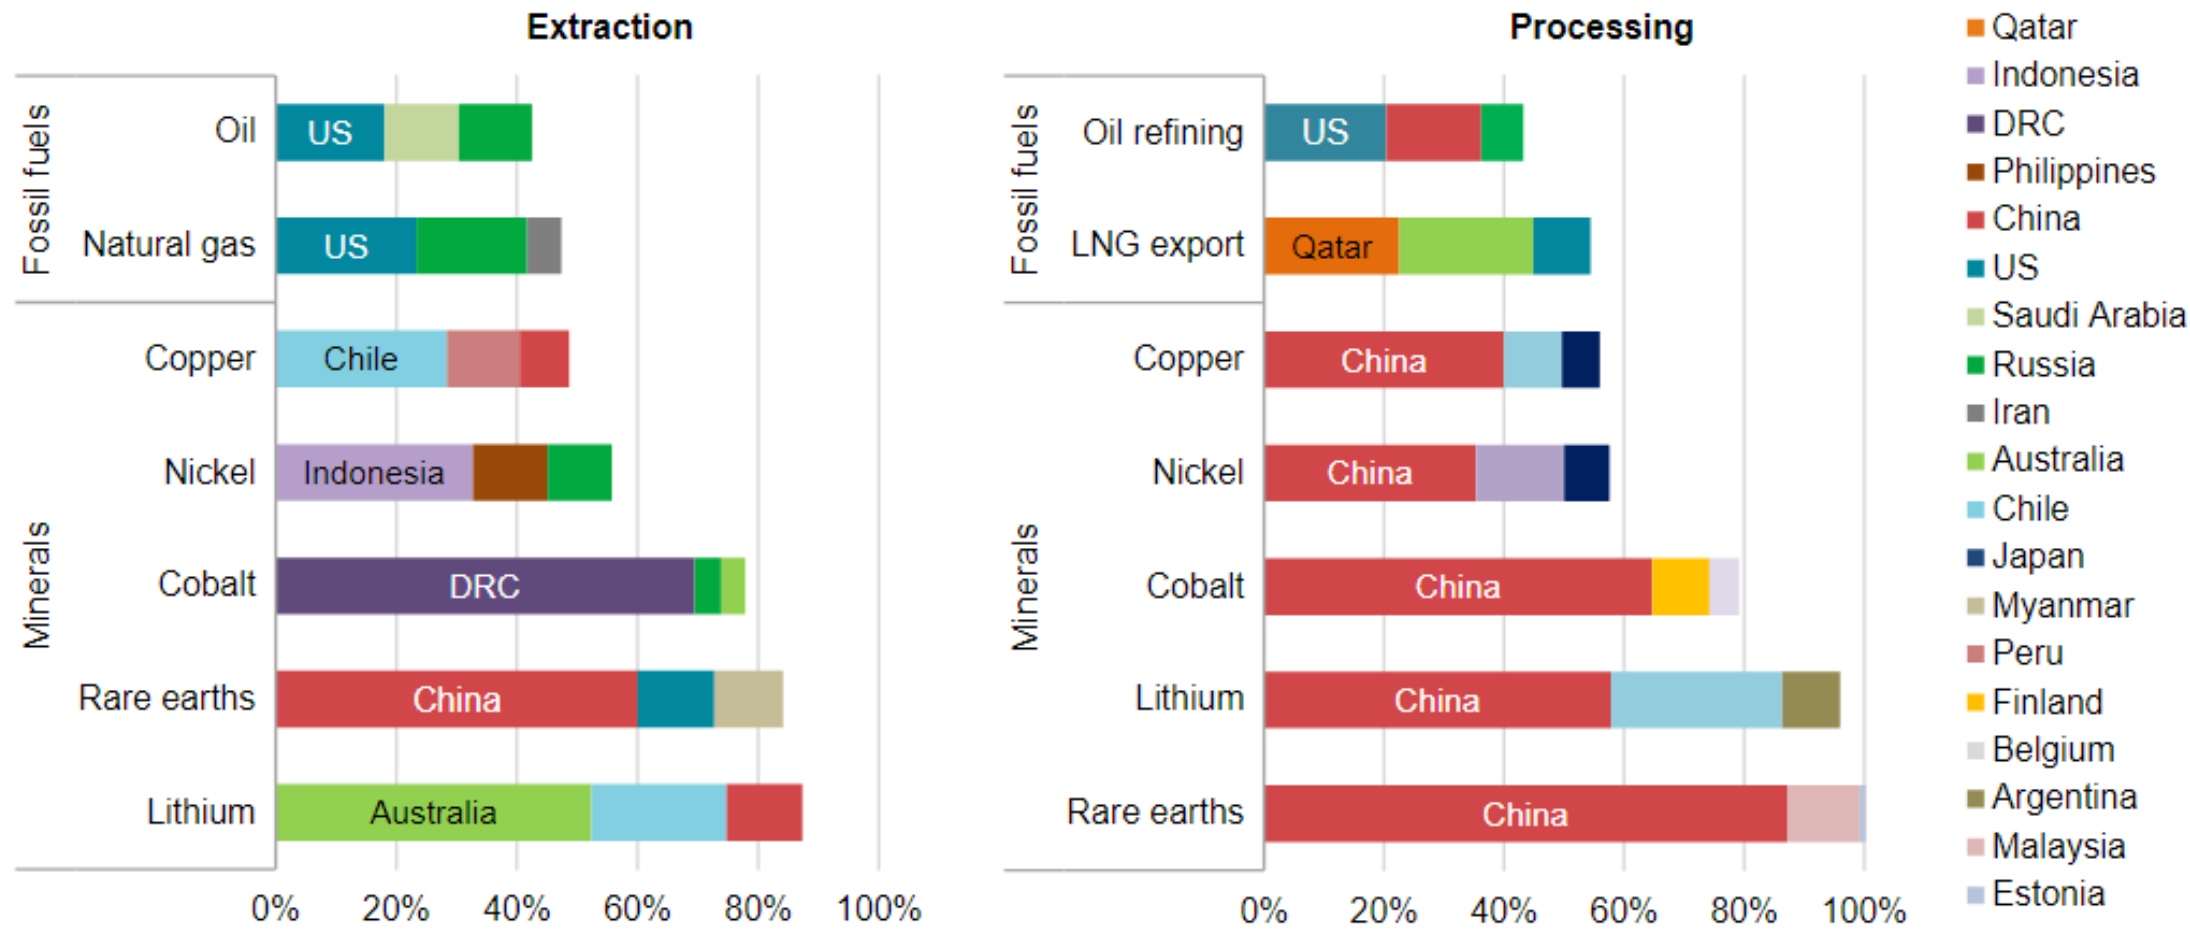 Extraction
Fossil fuels
Oil
US
Natural gas
US
Minerals
Copper
Chile
Nickel
Indonesia
Cobalt
DRC
Rare earths
China
Lithium
Australia
0% 20% 40% 60% 80% 100%
Processing
Fossil fuels
Oil refining
US
LNG export
Qatar
Minerals
Copper
China
Nickel
China
Cobalt
China
Lithium
China
Rare earths
China
0% 20% 40% 60% 80% 100%
Qatar
Indonesia
DRC
Philippines
China
US
Saudi Arabia
Russia
Iran
Australia
Chile
Japan
Myanmar
Peru
Finland
Belgium
Argentina
Malaysia
Estonia